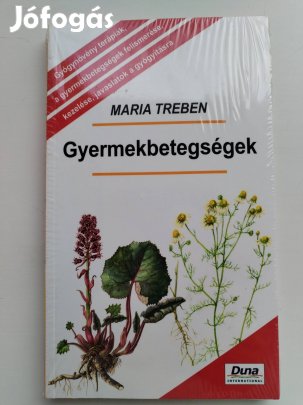 Jófogás
Gyógynövény terápiák,
a gyermekbetegségek felismerése,
kezelése, javaslatok a gyógyításra
MARIA TREBEN
Gyermekbetegségek
Duna
INTERNATIONAL